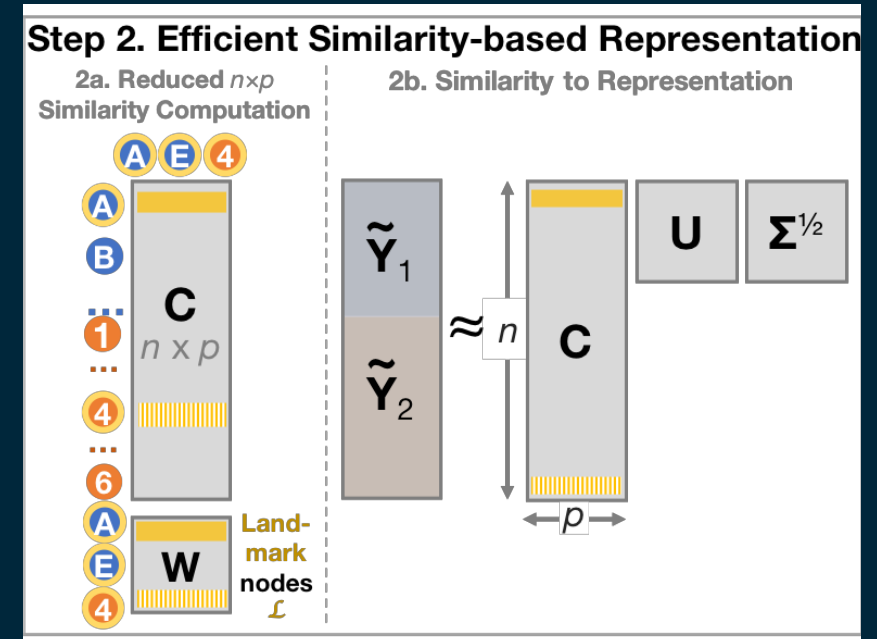 Step 2. Efficient Similarity-based Representation
2a. Reduced n×p
Similarity Computation
A E 4
A
B
...
1
...
4
...
6
C
n x p
A
E
4
W
Land-
mark
nodes
ℒ
2b. Similarity to Representation
Ỹ₁
Ỹ₂
≈
n
C
p
U
Σ½